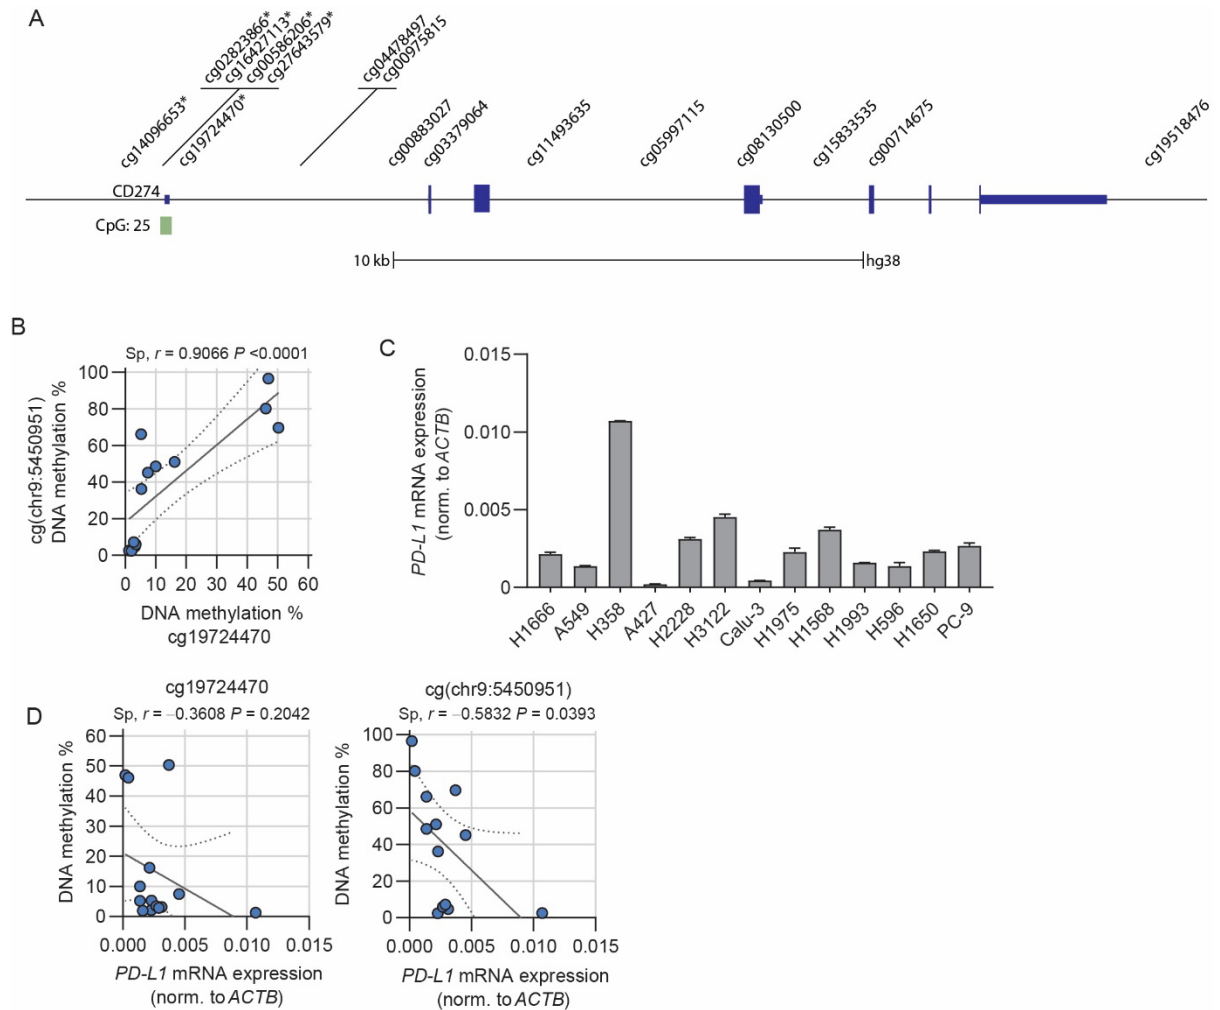 A
cg02823866*
cg16427113*
cg00586206*
cg27643579*
cg04478497
cg00975815
cg14096653*
cg19724470*
cg00883027
cg03379064
cg11493635
cg05997115
cg08130500
cg15833535
cg00714675
cg19518476
CD274
CpG: 25
10 kb
hg38
B
Sp, r = 0.9066 P <0.0001
cg(chr9:5450951)
DNA methylation %
100
80
60
40
20
0
0 10 20 30 40 50 60
DNA methylation %
cg19724470
C
PD-L1 mRNA expression
(norm. to ACTB)
0.015
0.010
0.005
0
H1666
A549
H358
A427
H2228
H3122
Calu-3
H1975
H1568
H1993
H596
H1650
PC-9
D
cg19724470
Sp, r = –0.3608 P = 0.2042
DNA methylation %
60
50
40
30
20
10
0
0.000 0.005 0.010 0.015
PD-L1 mRNA expression
(norm. to ACTB)
cg(chr9:5450951)
Sp, r = –0.5832 P = 0.0393
DNA methylation %
100
80
60
40
20
0
0.000 0.005 0.010 0.015
PD-L1 mRNA expression
(norm. to ACTB)